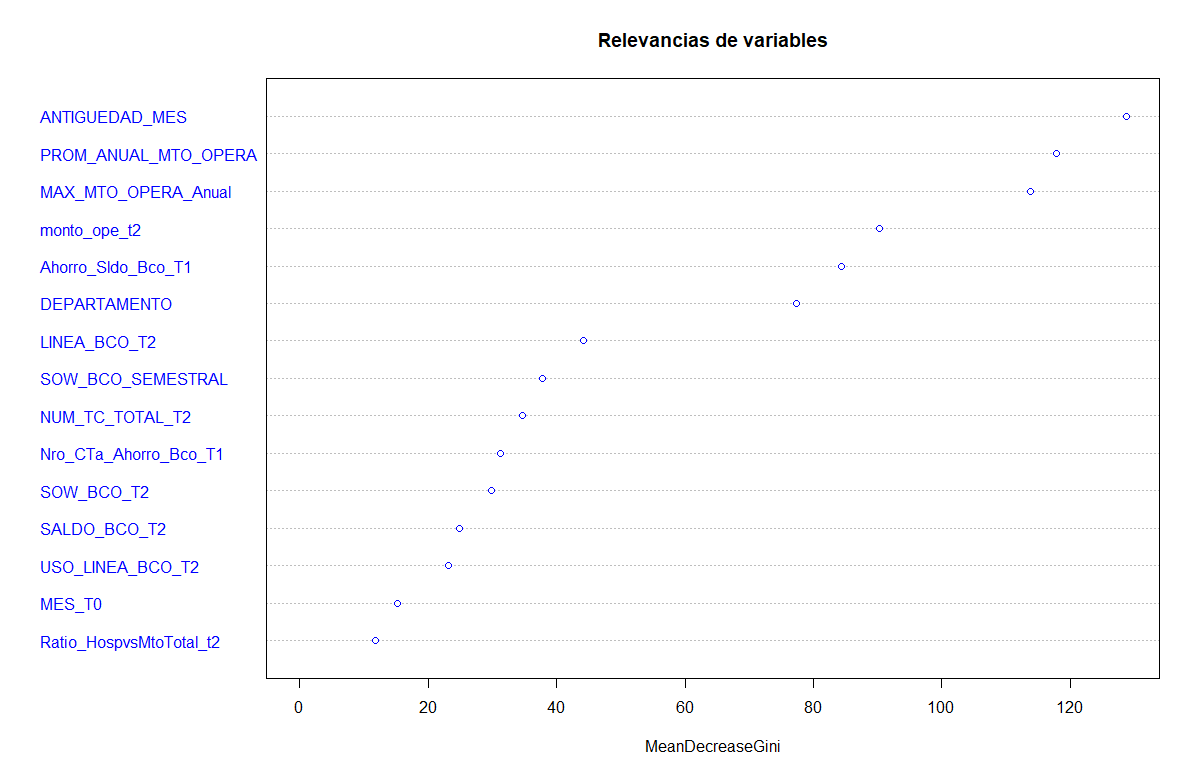 Relevancias de variables
ANTIGUEDAD_MES
PROM_ANUAL_MTO_OPERA
MAX_MTO_OPERA_Anual
monto_ope_t2
Ahorro_Sldo_Bco_T1
DEPARTAMENTO
LINEA_BCO_T2
SOW_BCO_SEMESTRAL
NUM_TC_TOTAL_T2
Nro_CTa_Ahorro_Bco_T1
SOW_BCO_T2
SALDO_BCO_T2
USO_LINEA_BCO_T2
MES_T0
Ratio_HospvsMtoTotal_t2
0 20 40 60 80 100 120
MeanDecreaseGini